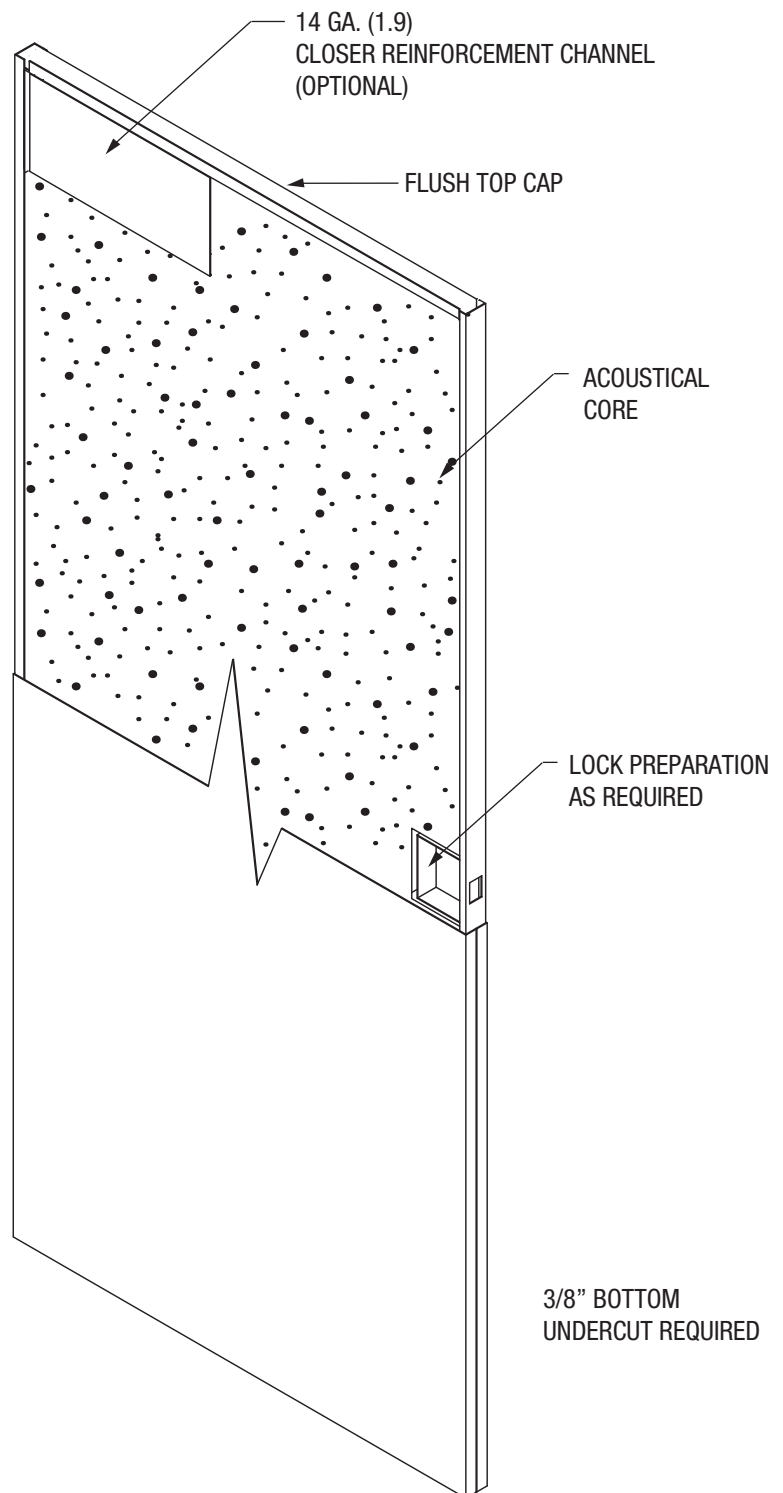 14 GA. (1.9)
CLOSER REINFORCEMENT CHANNEL
(OPTIONAL)
FLUSH TOP CAP
ACOUSTICAL
CORE
LOCK PREPARATION
AS REQUIRED
3/8” BOTTOM
UNDERCUT REQUIRED